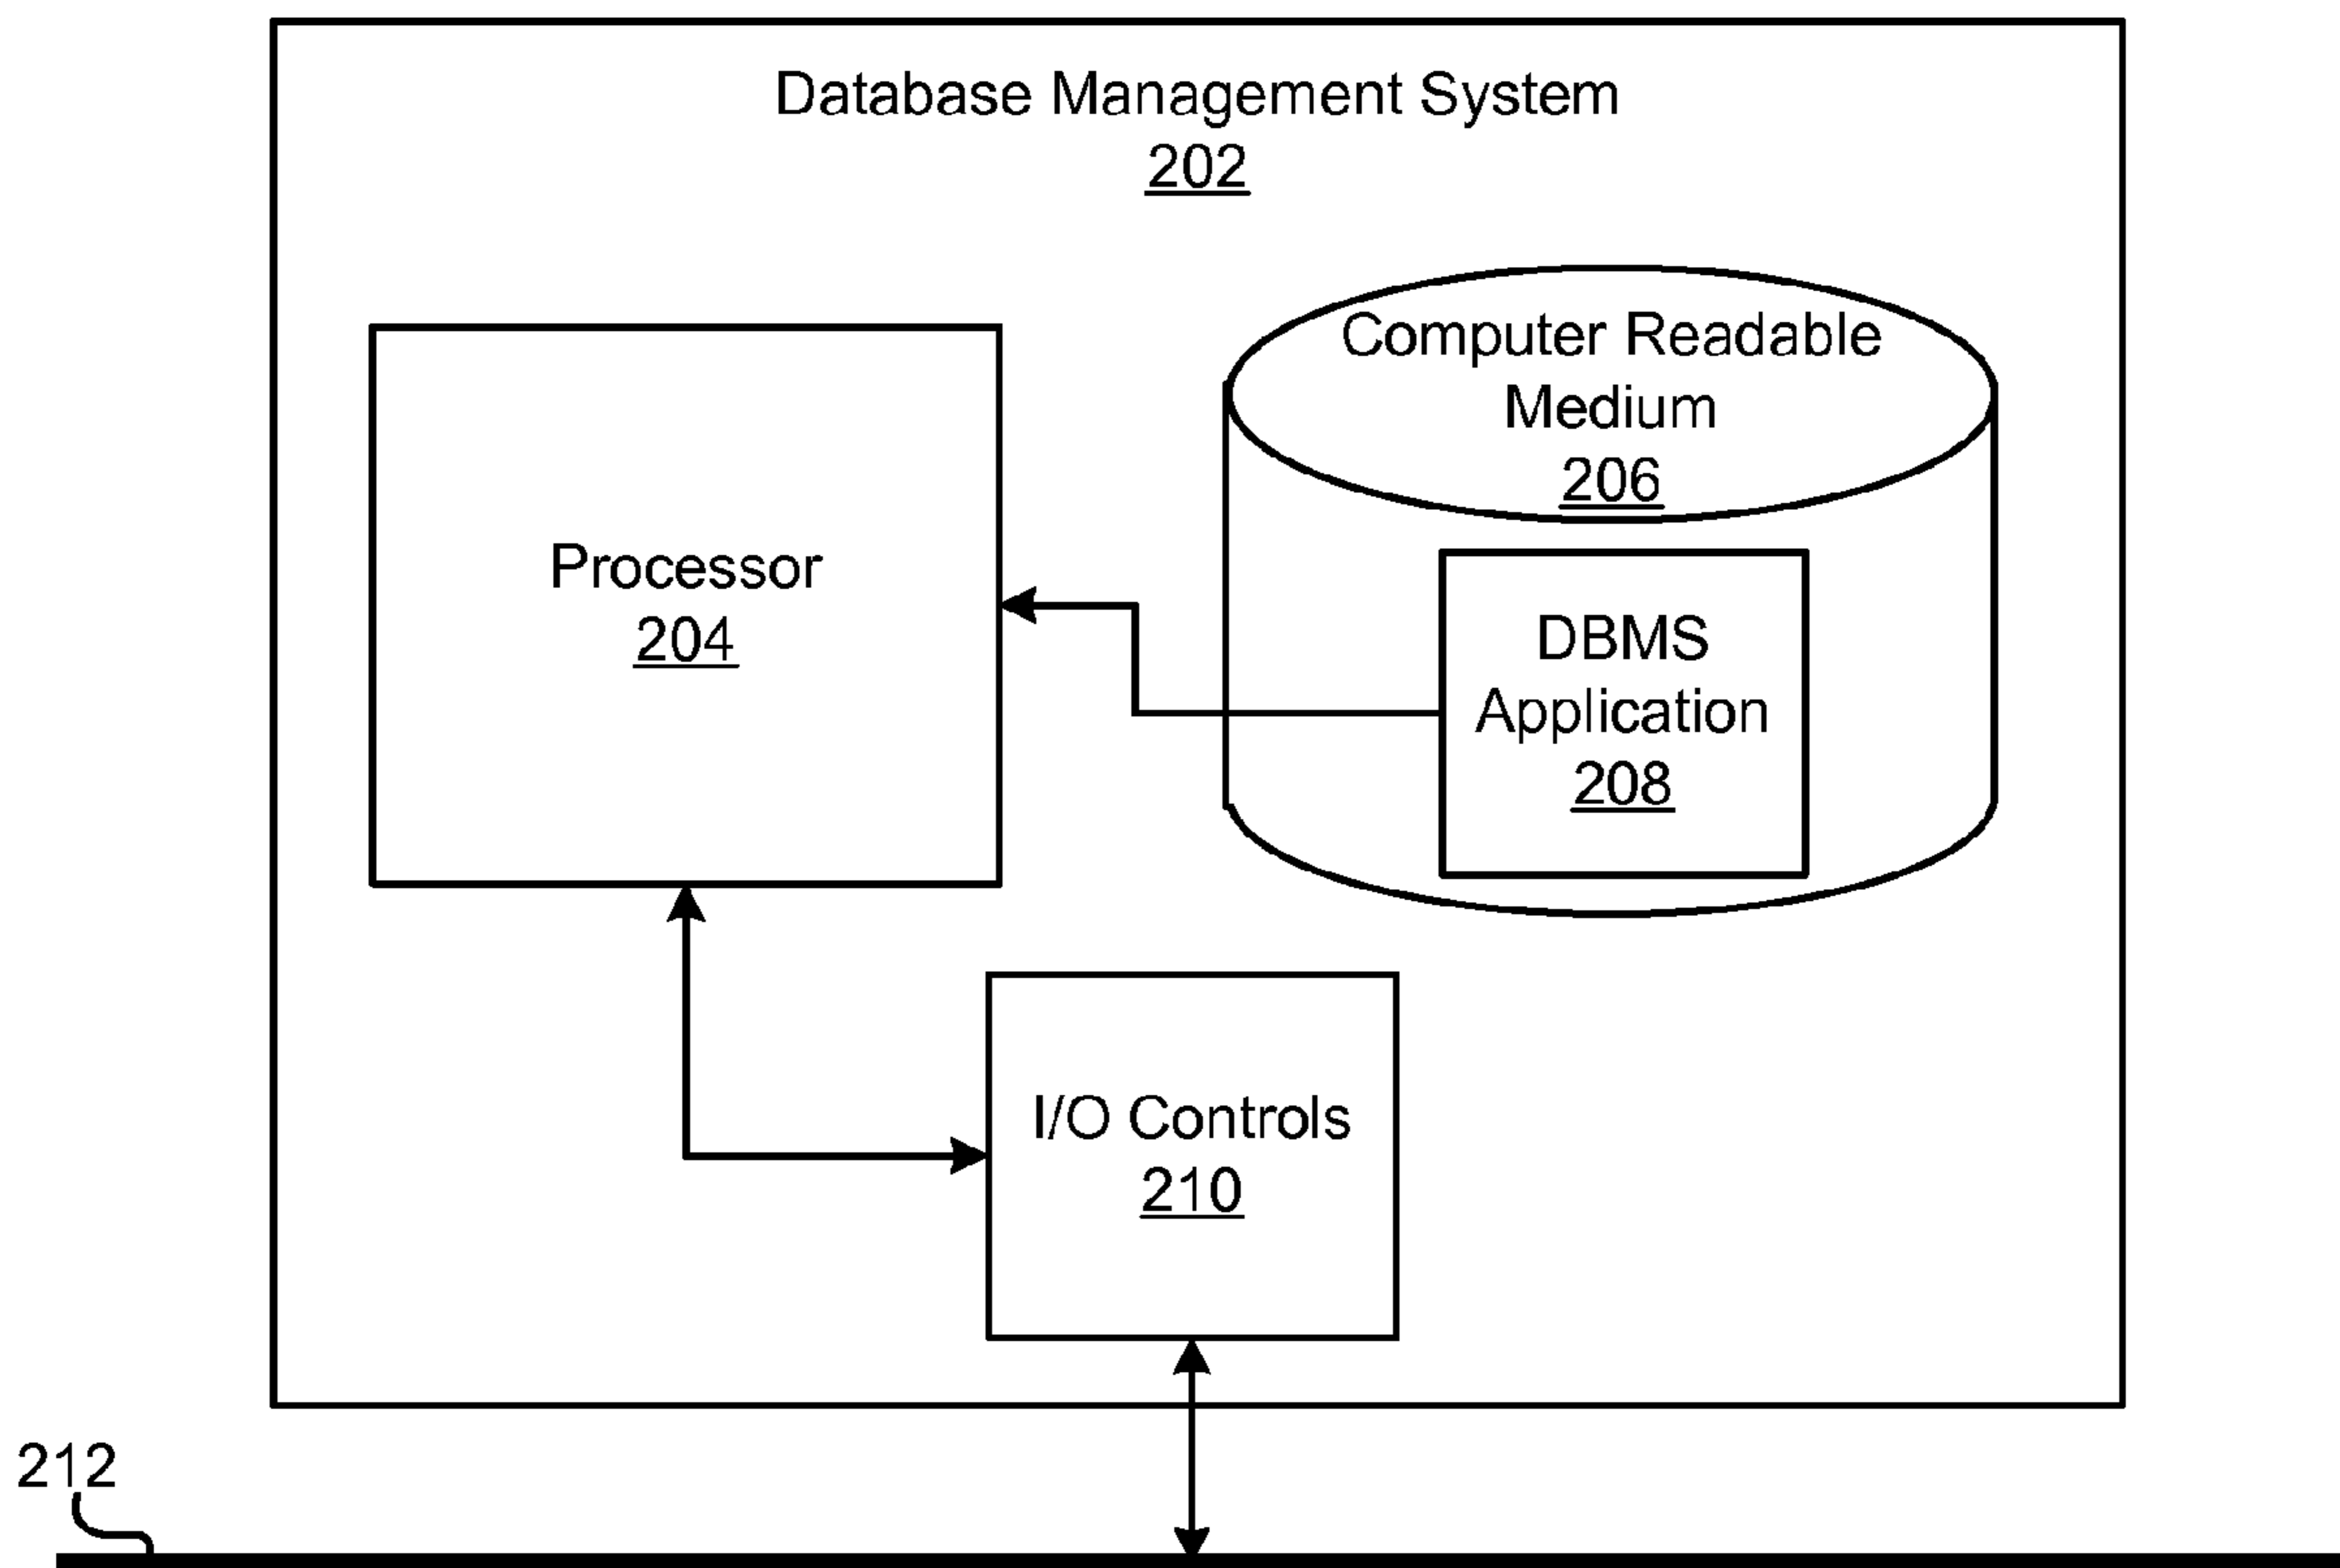 Database Management System
202
Computer Readable
Medium
206
Processor
204
DBMS
Application
208
I/O Controls
210
212